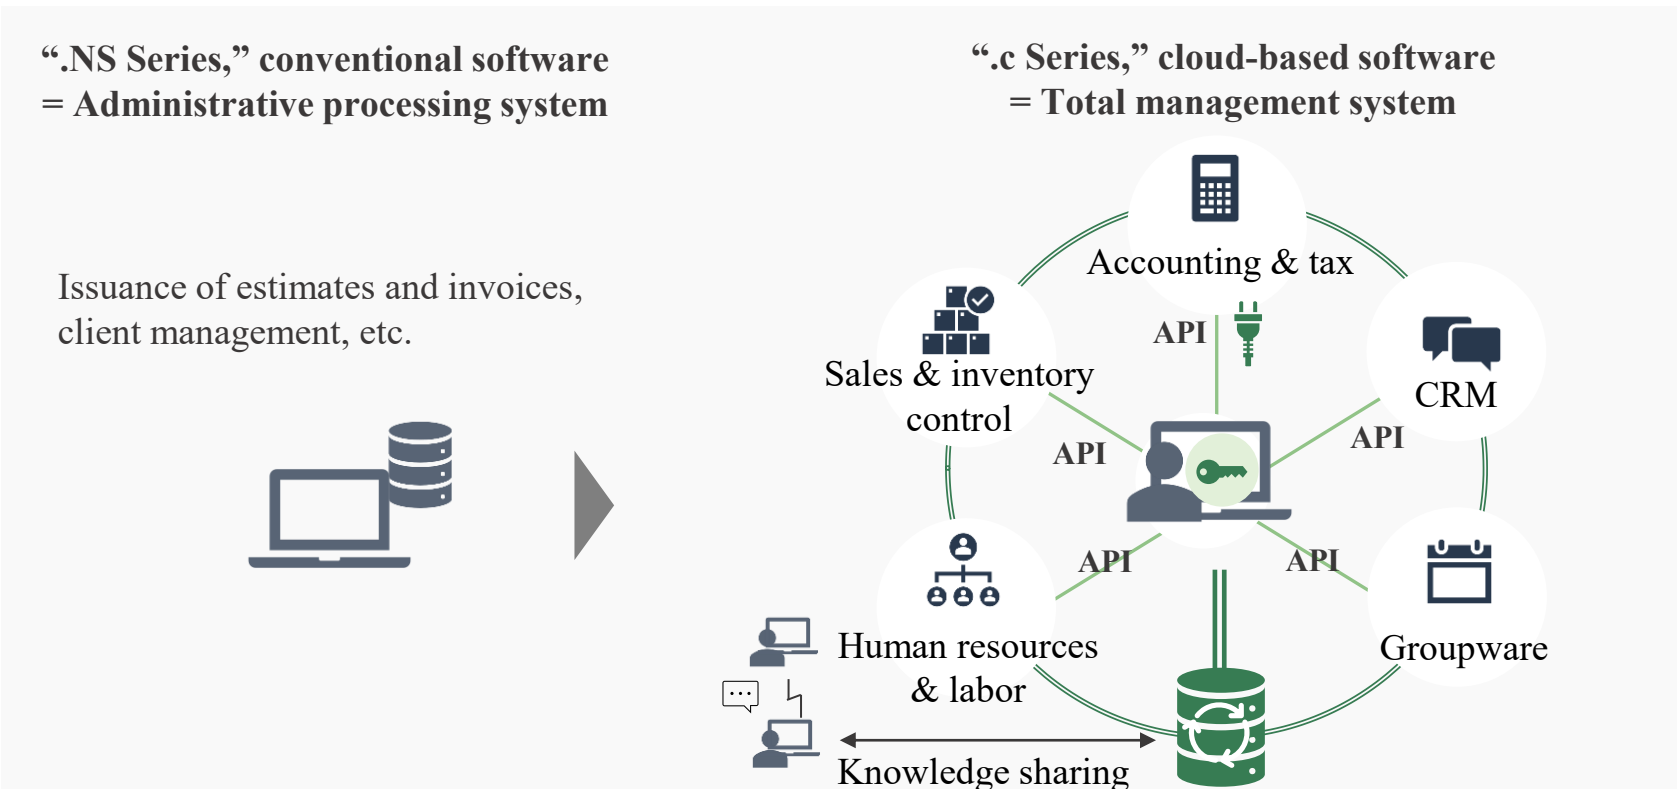 “.NS Series,” conventional software
= Administrative processing system
“.c Series,” cloud-based software
= Total management system
Issuance of estimates and invoices,
client management, etc.
Accounting & tax
API
Sales & inventory
control
API
CRM
API
Human resources
& labor
API
Groupware
API
Knowledge sharing